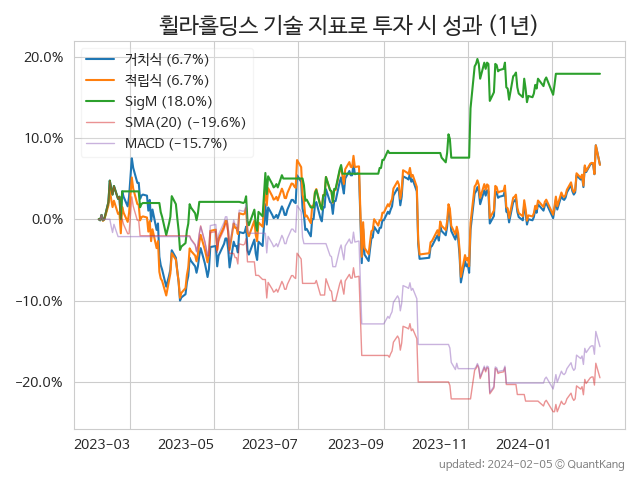 휠라홀딩스 기술 지표로 투자 시 성과 (1년)
거치식 (6.7%)
적립식 (6.7%)
SigM (18.0%)
SMA(20) (−19.6%)
MACD (−15.7%)
20.0%
10.0%
0.0%
−10.0%
−20.0%
2023-03 2023-05 2023-07 2023-09 2023-11 2024-01
updated: 2024-02-05 © QuantKang